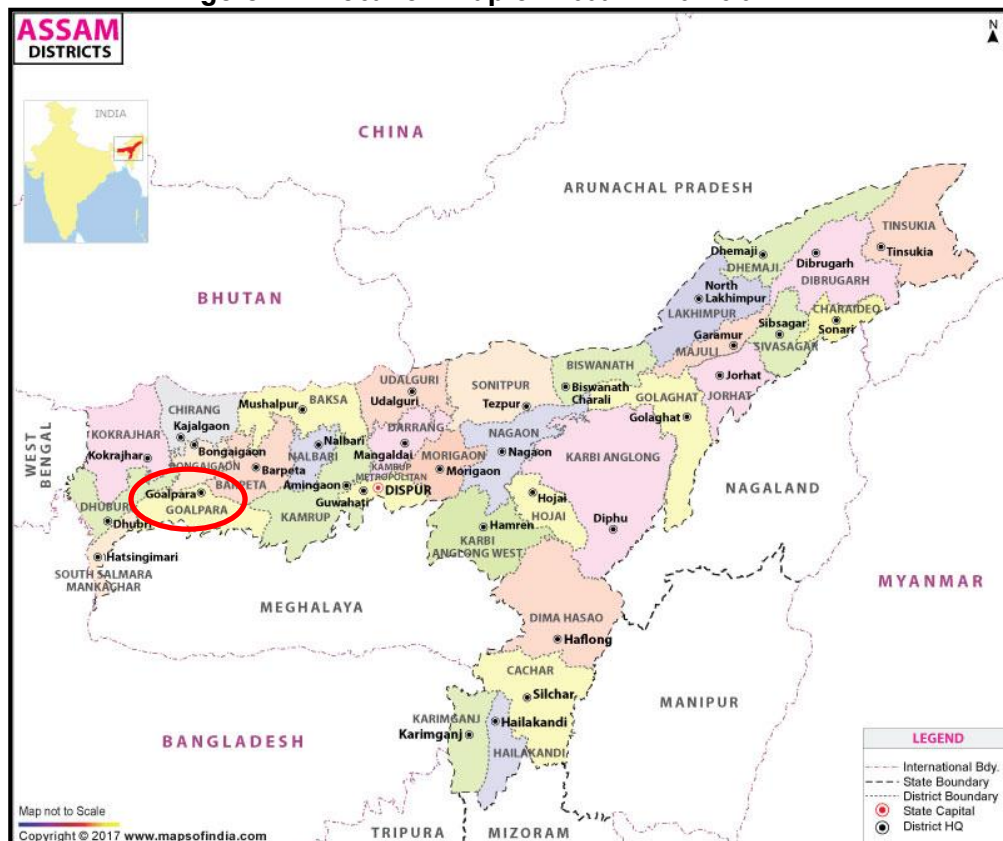 ASSAM
DISTRICTS
N
INDIA
CHINA
ARUNACHAL PRADESH
TINSUKIA
Tinsukia
Dhemaji
DHEMAJI
Dibrugarh
DIBRUGARH
BHUTAN
North
Lakhimpur
LAKHIMPUR
CHARAIDEO
Sonari
Sibsagar
SIVASAGAR
Garamur
MAJULI
BISWANATH
Biswanath
Charali
Jorhat
JORHAT
UDALGURI
Udalguri
SONITPUR
Tezpur
GOLAGHAT
Golaghat
CHIRANG
Kajalgaon
Mushalpur
BAKSA
WEST
BENGAL
KOKRAJHAR
Kokrajhar
Bongaigaon
BONGAIGAON
Barpeta
BARPETA
Nalbari
NALBARI
DARRANG
Mangaldai
KAMRUP
METROPOLITAN
MORIGAON
Morigaon
NAGAON
Nagaon
KARBI ANGLONG
Diphu
Goalpara
GOALPARA
Amingaon
Guwahati
DISPUR
KAMRUP
Hojai
HOJAI
NAGALAND
DHUBURI
Dhubri
Hatsingimari
SOUTH SALMARA
MANKACHAR
Hamren
KARBI
ANGLONG WEST
MEGHALAYA
MYANMAR
DIMA HASAO
Haflong
CACHAR
Silchar
MANIPUR
KARIMGANJ
Karimganj
Hailakandi
HAILAKANDI
BANGLADESH
TRIPURA
MIZORAM
LEGEND
International Bdy.
State Boundary
District Boundary
State Capital
District HQ
Map not to Scale
Copyright © 2017 www.mapsofindia.com